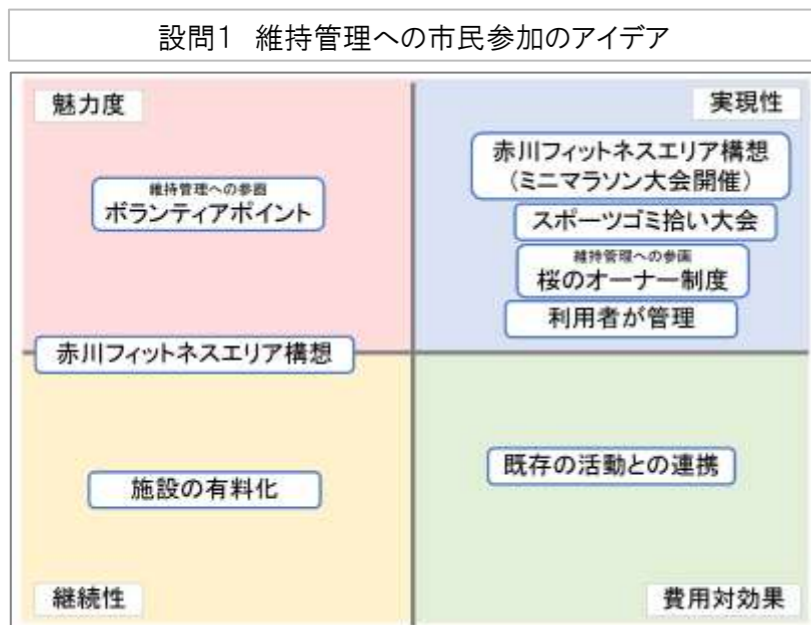 設問1 維持管理への市民参加のアイデア
魅力度
実現性
維持管理への参画
ボランティアポイント
赤川フィットネスエリア構想
(ミニマラソン大会開催)
スポーツゴミ拾い大会
維持管理への参画
桜のオーナー制度
利用者が管理
赤川フィットネスエリア構想
施設の有料化
既存の活動との連携
継続性
費用対効果